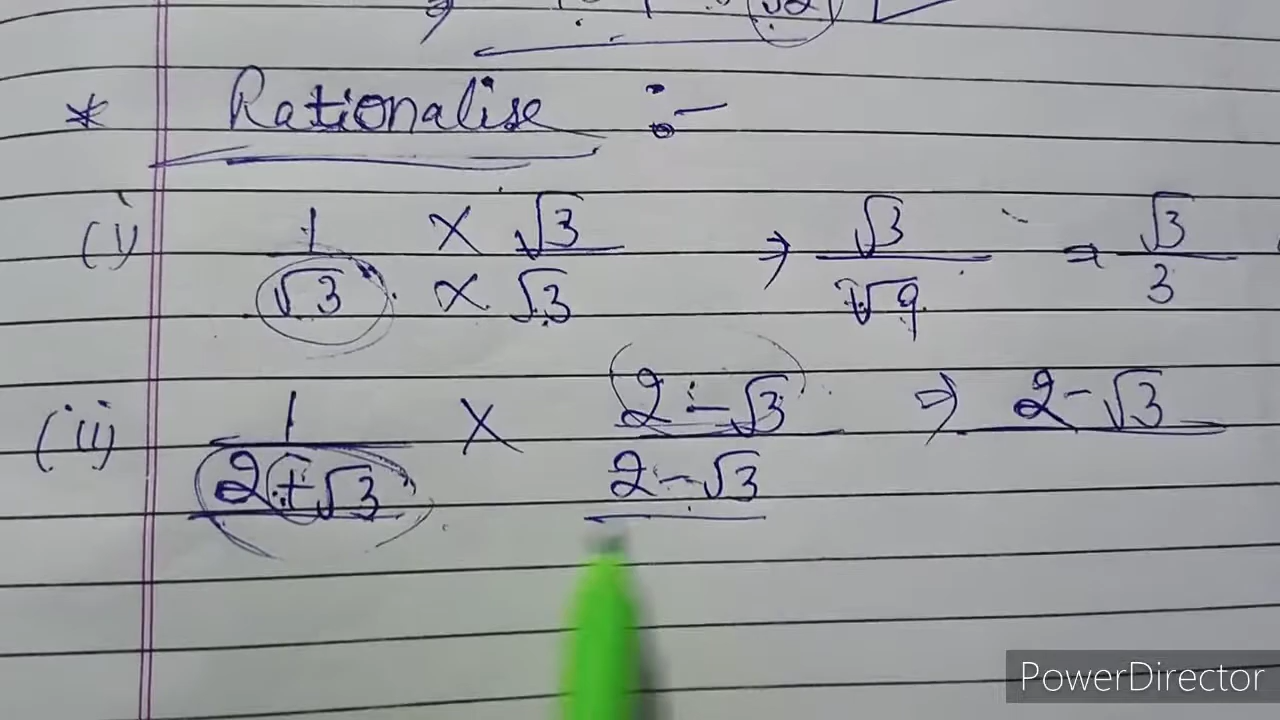 √2
* Rationalise :-
(i) 1/√3 × √3/√3 ⇒ √3/√9 ⇒ √3/3
(ii) 1/(2+√3) × (2-√3)/(2-√3) ⇒ 2-√3
PowerDirector